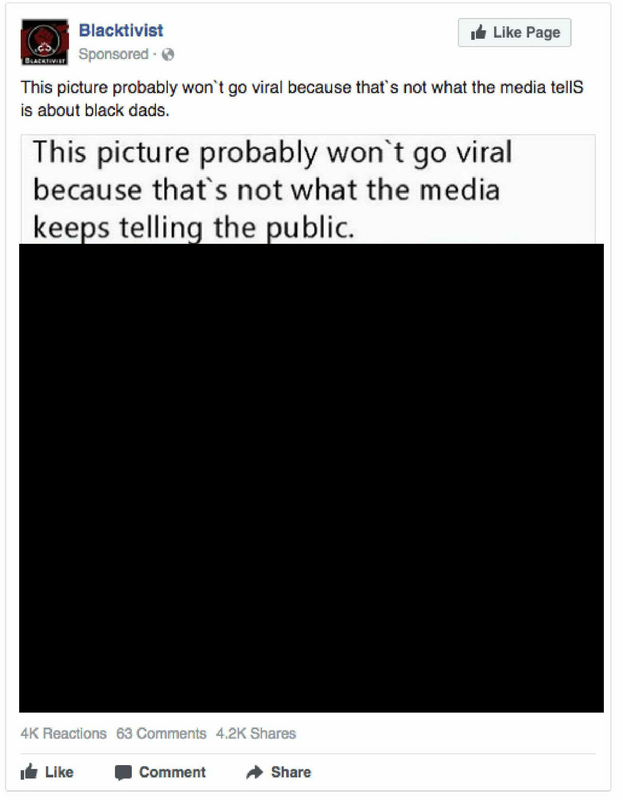 Blacktivist
Like Page
Sponsored ·
BLACKTIVIST
This picture probably won`t go viral because that`s not what the media tellS
is about black dads.
This picture probably won`t go viral
because that`s not what the media
keeps telling the public.
4K Reactions 63 Comments 4.2K Shares
Like Comment Share